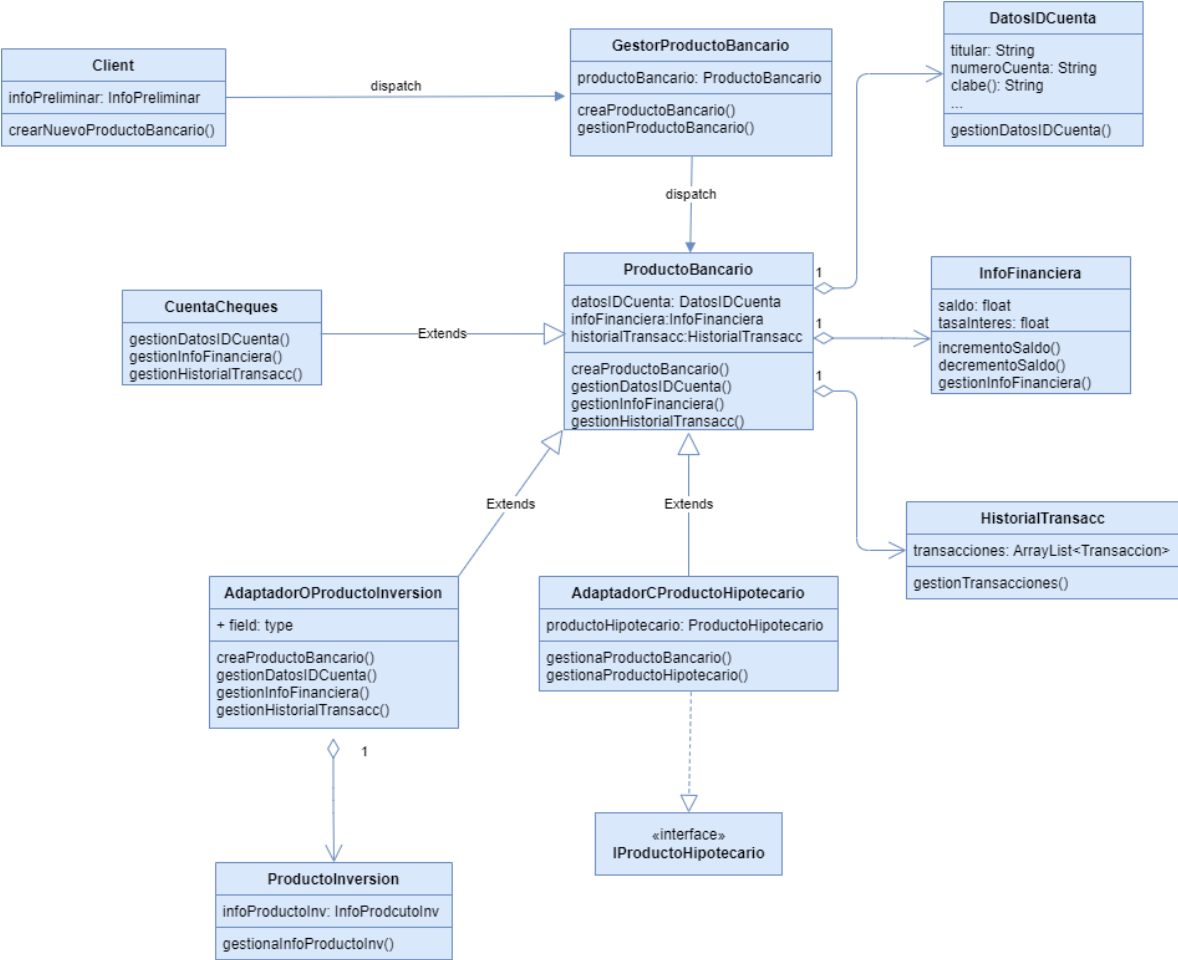 DatosIDCuenta
titular: String
numeroCuenta: String
clabe(): String
...
gestionDatosIDCuenta()
GestorProductoBancario
productoBancario: ProductoBancario
creaProductoBancario()
gestionProductoBancario()
Client
infoPreliminar: InfoPreliminar
crearNuevoProductoBancario()
dispatch
dispatch
ProductoBancario
datosIDCuenta: DatosIDCuenta
infoFinanciera:InfoFinanciera
historialTransacc:HistorialTransacc
creaProductoBancario()
gestionDatosIDCuenta()
gestionInfoFinanciera()
gestionHistorialTransacc()
1
1
1
InfoFinanciera
saldo: float
tasaInteres: float
incrementoSaldo()
decrementoSaldo()
gestionInfoFinanciera()
CuentaCheques
gestionDatosIDCuenta()
gestionInfoFinanciera()
gestionHistorialTransacc()
Extends
Extends
Extends
HistorialTransacc
transacciones: ArrayList<Transaccion>
gestionTransacciones()
AdaptadorOProductoInversion
+ field: type
creaProductoBancario()
gestionDatosIDCuenta()
gestionInfoFinanciera()
gestionHistorialTransacc()
AdaptadorCProductoHipotecario
productoHipotecario: ProductoHipotecario
gestionaProductoBancario()
gestionaProductoHipotecario()
1
«interface»
IProductoHipotecario
ProductoInversion
infoProductoInv: InfoProdcutoInv
gestionaInfoProductoInv()